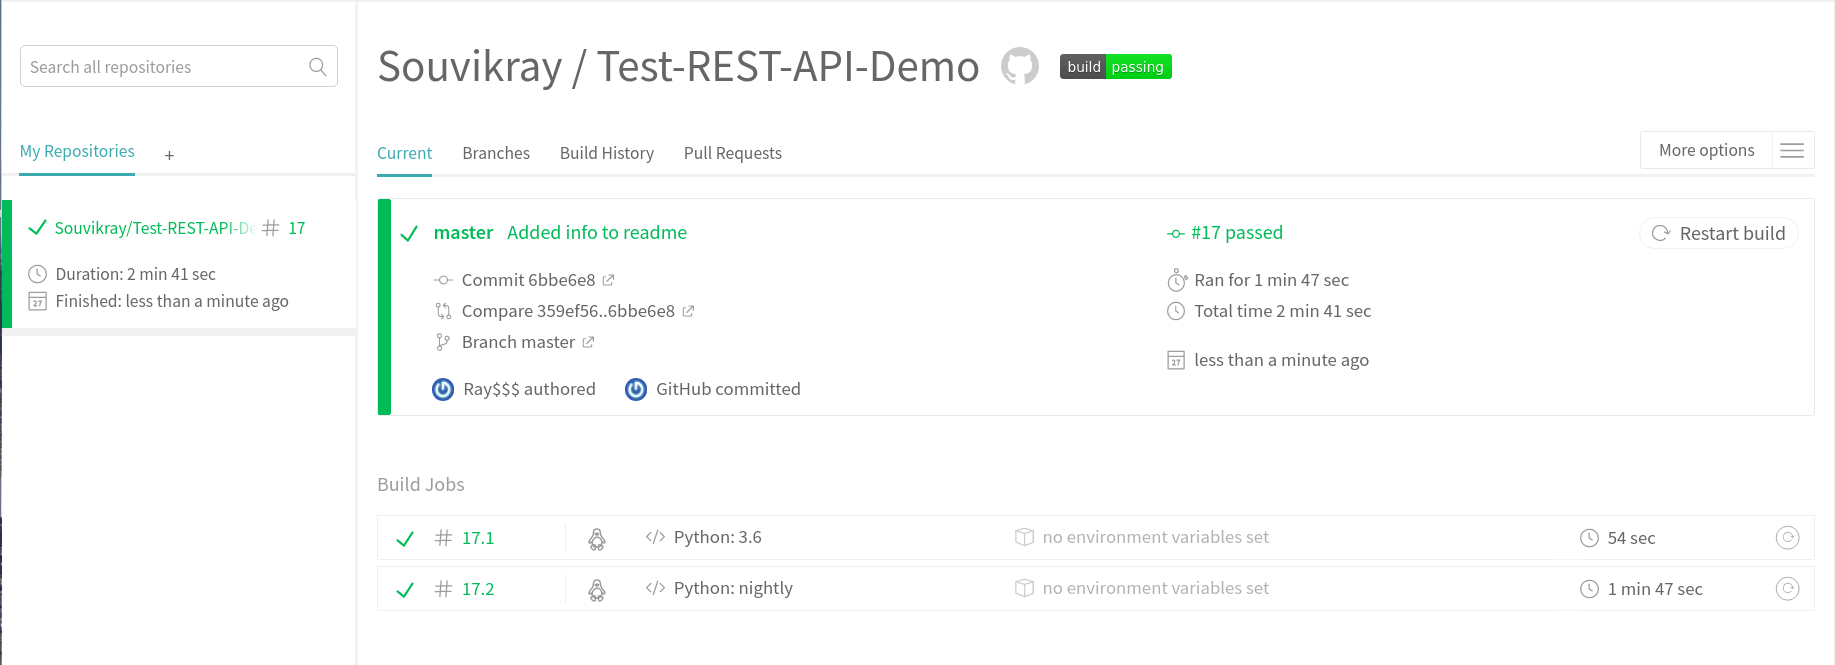 Search all repositories
My Repositories +
Souvikray/Test-REST-API-De # 17
Duration: 2 min 41 sec
27 Finished: less than a minute ago
Souvikray / Test-REST-API-Demo build passing
Current Branches Build History Pull Requests More options
master Added info to readme #17 passed Restart build
Commit 6bbe6e8 Ran for 1 min 47 sec
Compare 359ef56..6bbe6e8 Total time 2 min 41 sec
Branch master
27 less than a minute ago
Ray$$$ authored GitHub committed
Build Jobs
# 17.1 </> Python: 3.6 no environment variables set 54 sec
# 17.2 </> Python: nightly no environment variables set 1 min 47 sec